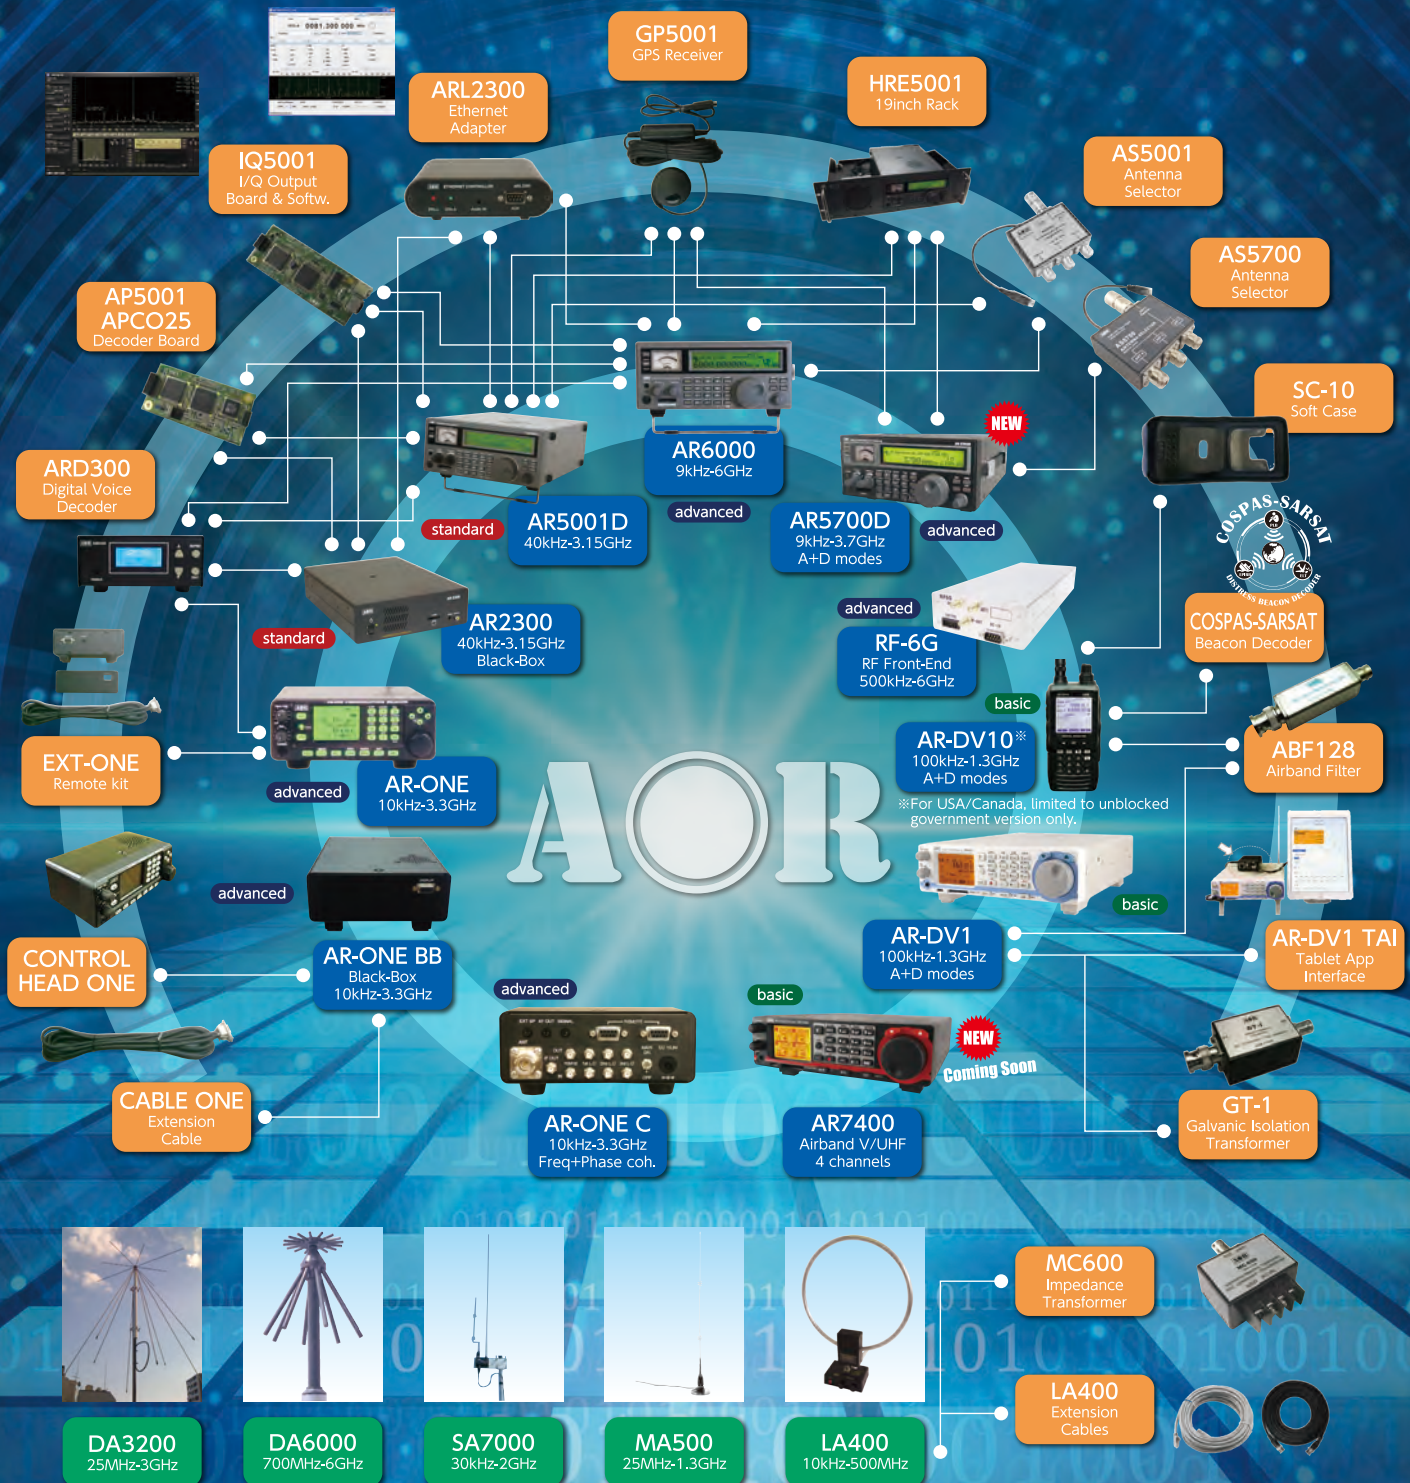 GP5001
GPS Receiver
ARL2300
Ethernet
Adapter
HRE5001
19inch Rack
IQ5001
I/Q Output
Board & Softw.
AS5001
Antenna
Selector
AS5700
Antenna
Selector
AP5001
APCO25
Decoder Board
SC-10
Soft Case
NEW
AR6000
9kHz-6GHz
advanced
ARD300
Digital Voice
Decoder
standard
AR5001D
40kHz-3.15GHz
AR5700D
9kHz-3.7GHz
A+D modes
advanced
COSPAS-SARSAT
DISTRESS BEACON DECODER
COSPAS-SARSAT
Beacon Decoder
standard
AR2300
40kHz-3.15GHz
Black-Box
advanced
RF-6G
RF Front-End
500kHz-6GHz
basic
AR-DV10※
100kHz-1.3GHz
A+D modes
※For USA/Canada, limited to unblocked
government version only.
ABF128
Airband Filter
EXT-ONE
Remote kit
advanced
AR-ONE
10kHz-3.3GHz
AOR
advanced
basic
CONTROL
HEAD ONE
AR-ONE BB
Black-Box
10kHz-3.3GHz
AR-DV1
100kHz-1.3GHz
A+D modes
AR-DV1 TAI
Tablet App
Interface
advanced
basic
NEW
Coming Soon
CABLE ONE
Extension
Cable
AR-ONE C
10kHz-3.3GHz
Freq+Phase coh.
AR7400
Airband V/UHF
4 channels
GT-1
Galvanic Isolation
Transformer
MC600
Impedance
Transformer
LA400
Extension
Cables
DA3200
25MHz-3GHz
DA6000
700MHz-6GHz
SA7000
30kHz-2GHz
MA500
25MHz-1.3GHz
LA400
10kHz-500MHz